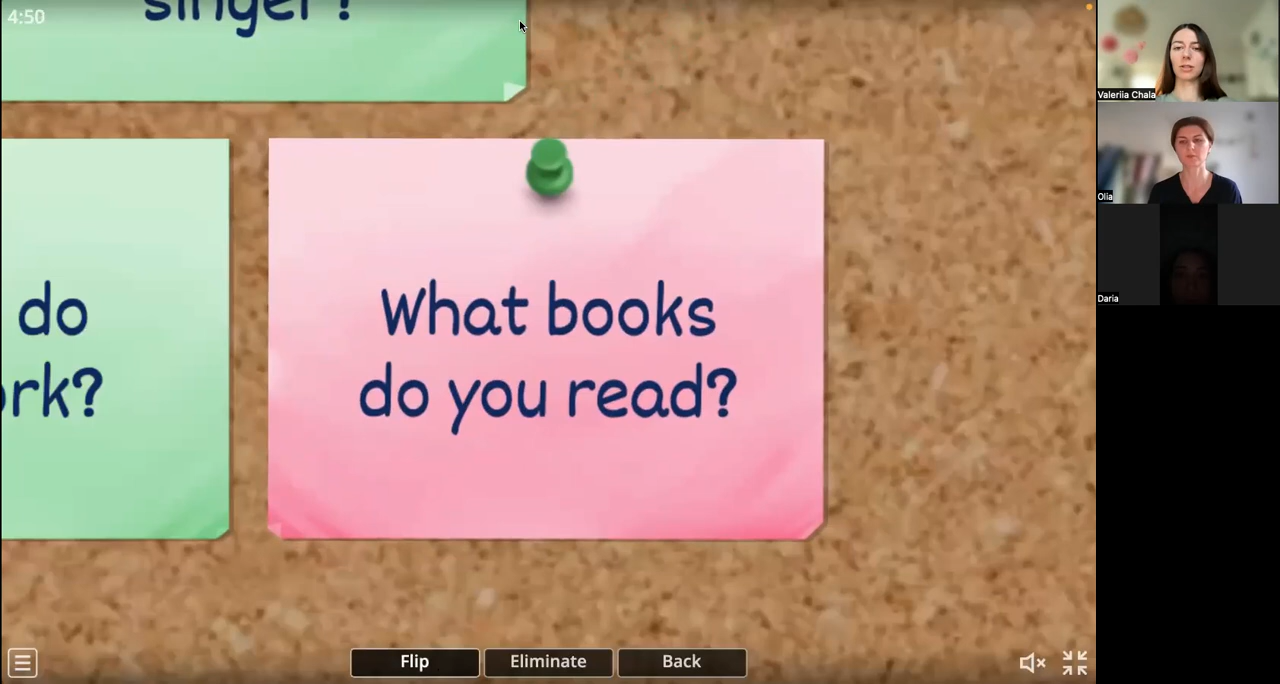 4:50
singer?
do
rk?
What books
do you read?
Flip
Eliminate
Back
Valeriia Chala
Olia
Daria